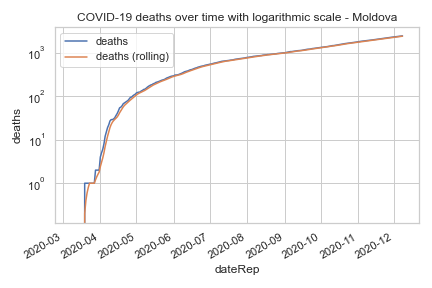 COVID-19 deaths over time with logarithmic scale - Moldova
deaths
deaths (rolling)
10³
10²
10¹
10⁰
deaths
2020-03
2020-04
2020-05
2020-06
2020-07
2020-08
2020-09
2020-10
2020-11
2020-12
dateRep